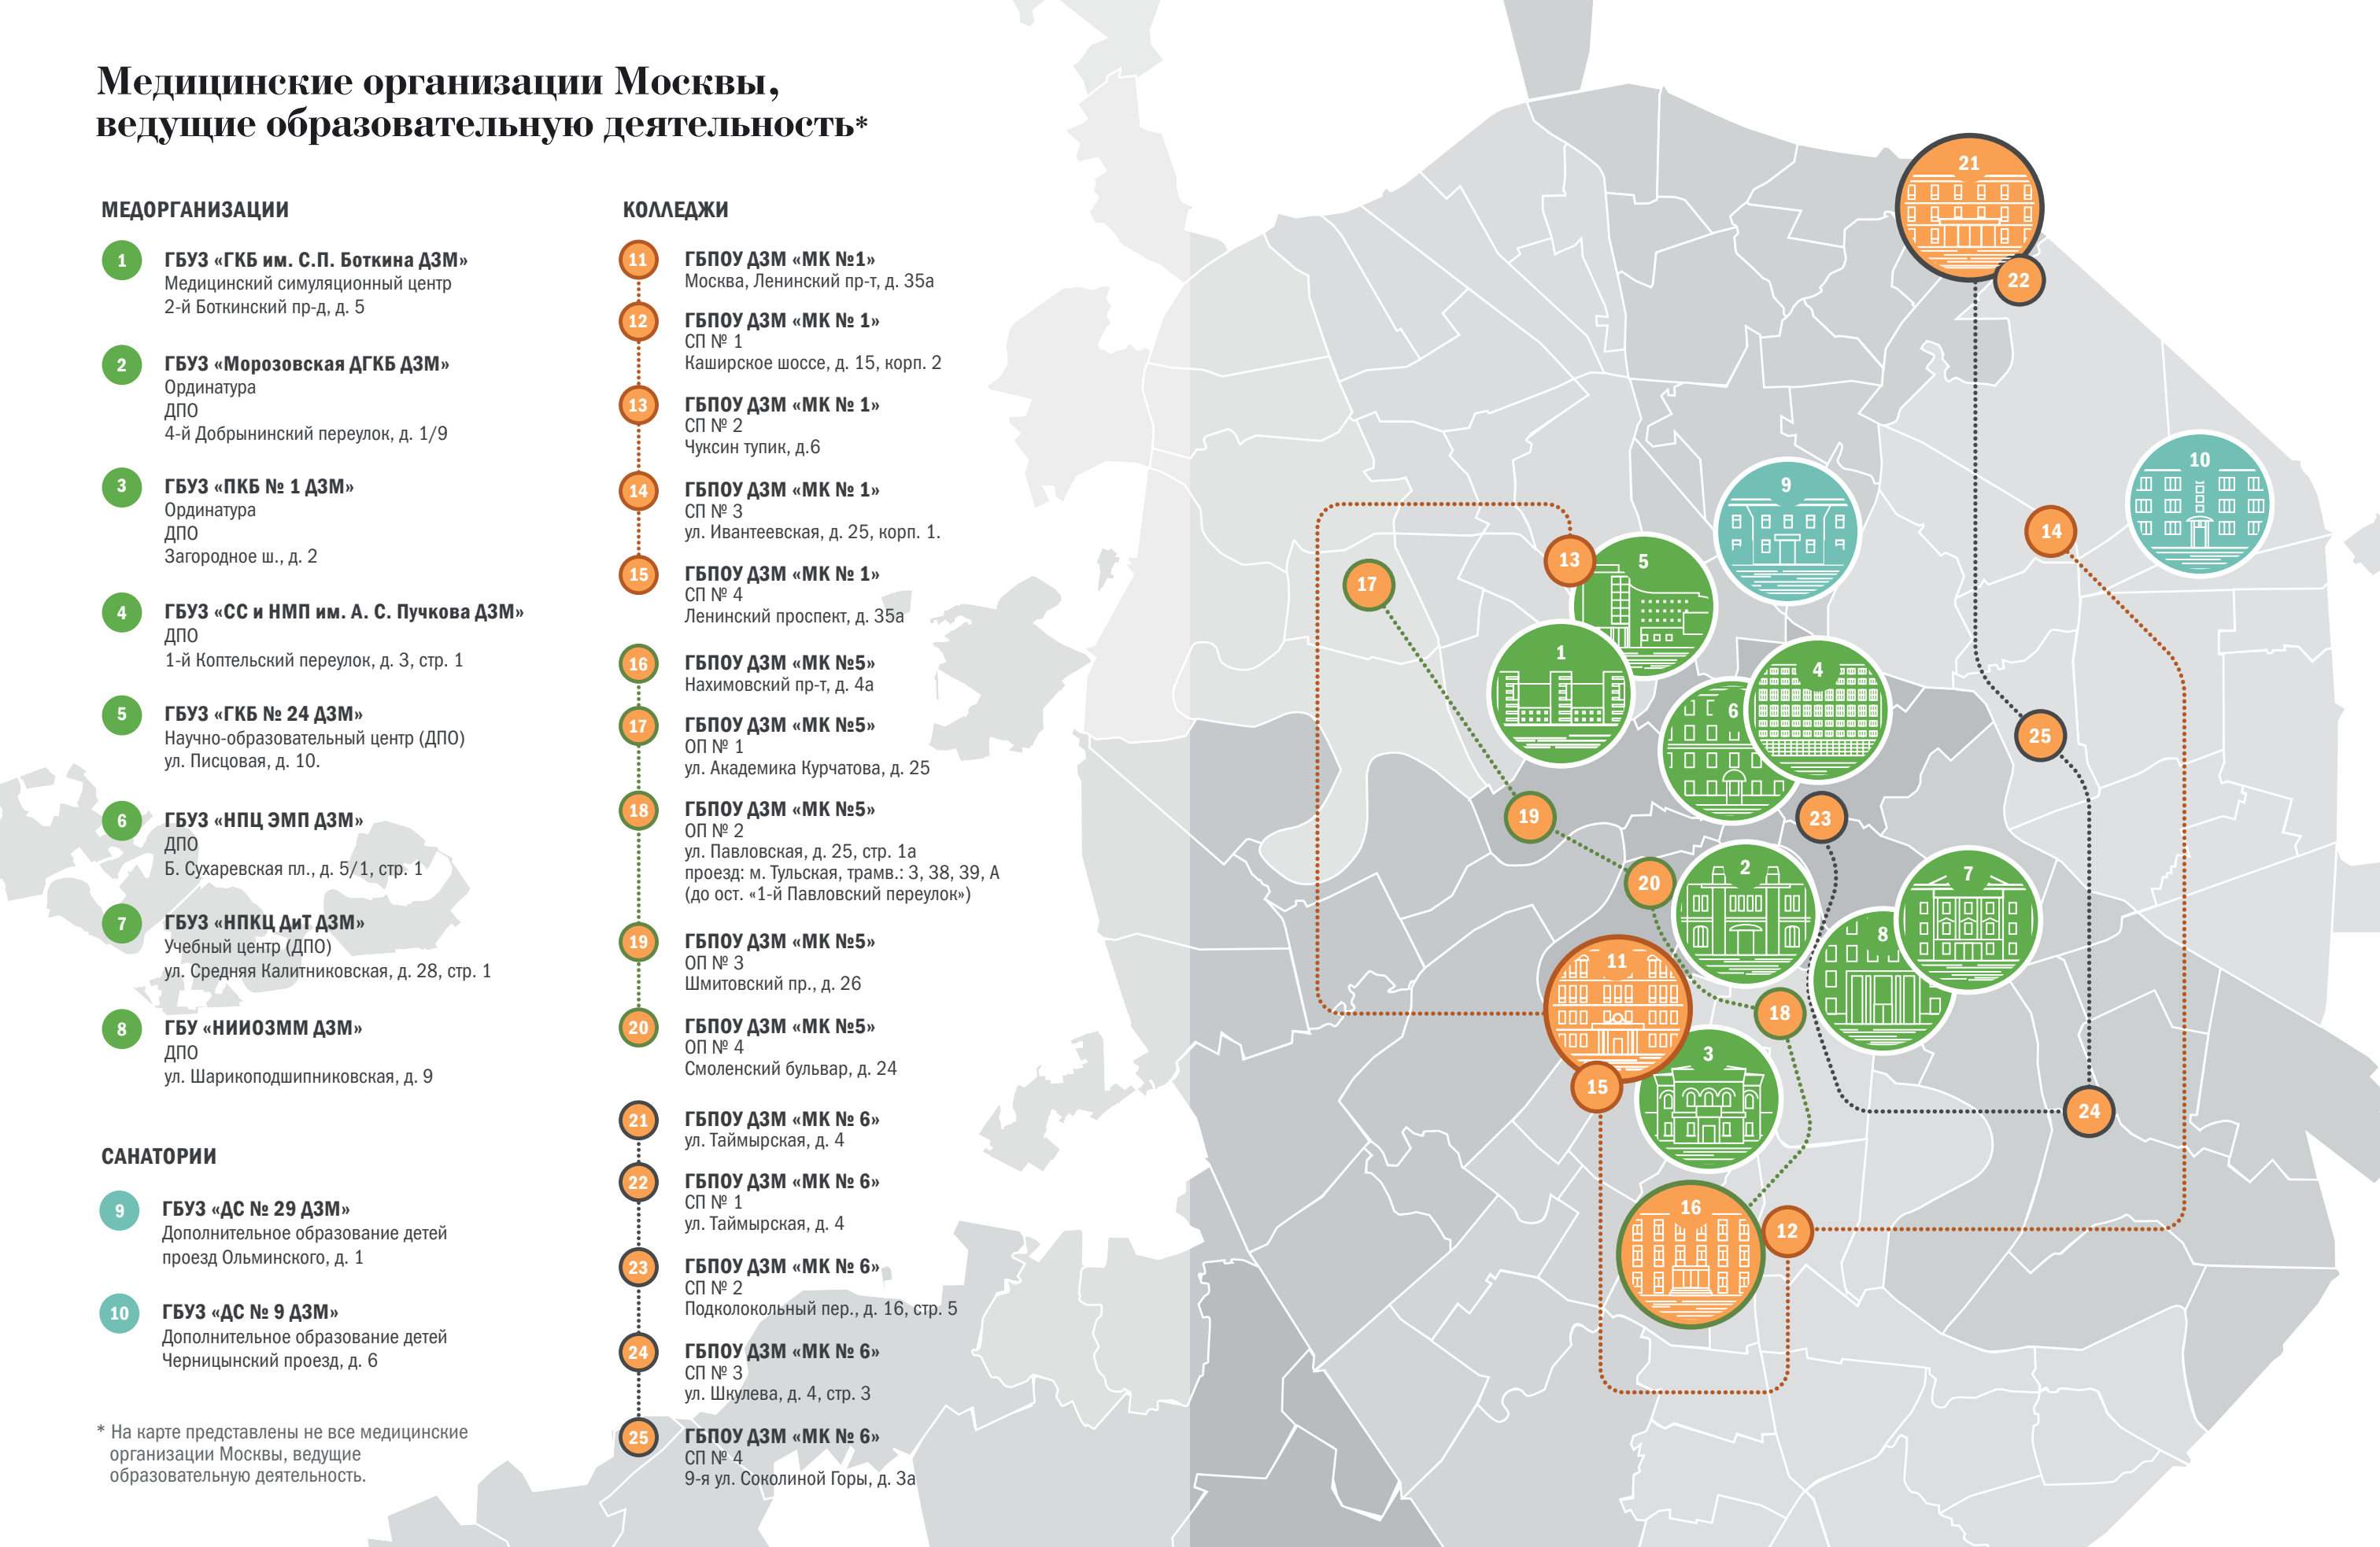 Медицинские организации Москвы,
ведущие образовательную деятельность*
МЕДОРГАНИЗАЦИИ
1
ГБУЗ «ГКБ им. С.П. Боткина ДЗМ»
Медицинский симуляционный центр
2-й Боткинский пр-д, д. 5
2
ГБУЗ «Морозовская ДГКБ ДЗМ»
Ординатура
ДПО
4-й Добрынинский переулок, д. 1/9
3
ГБУЗ «ПКБ № 1 ДЗМ»
Ординатура
ДПО
Загородное ш., д. 2
4
ГБУЗ «СС и НМП им. А. С. Пучкова ДЗМ»
ДПО
1-й Коптельский переулок, д. 3, стр. 1
5
ГБУЗ «ГКБ № 24 ДЗМ»
Научно-образовательный центр (ДПО)
ул. Писцовая, д. 10.
6
ГБУЗ «НПЦ ЭМП ДЗМ»
ДПО
Б. Сухаревская пл., д. 5/1, стр. 1
7
ГБУЗ «НПКЦ ДиТ ДЗМ»
Учебный центр (ДПО)
ул. Средняя Калитниковская, д. 28, стр. 1
8
ГБУ «НИИОЗММ ДЗМ»
ДПО
ул. Шарикоподшипниковская, д. 9
САНАТОРИИ
9
ГБУЗ «ДС № 29 ДЗМ»
Дополнительное образование детей
проезд Ольминского, д. 1
10
ГБУЗ «ДС № 9 ДЗМ»
Дополнительное образование детей
Черницынский проезд, д. 6
* На карте представлены не все медицинские
организации Москвы, ведущие
образовательную деятельность.
КОЛЛЕДЖИ
11
ГБПОУ ДЗМ «МК №1»
Москва, Ленинский пр-т, д. 35а
12
ГБПОУ ДЗМ «МК № 1»
СП № 1
Каширское шоссе, д. 15, корп. 2
13
ГБПОУ ДЗМ «МК № 1»
СП № 2
Чуксин тупик, д.6
14
ГБПОУ ДЗМ «МК № 1»
СП № 3
ул. Ивантеевская, д. 25, корп. 1.
15
ГБПОУ ДЗМ «МК № 1»
СП № 4
Ленинский проспект, д. 35а
16
ГБПОУ ДЗМ «МК №5»
Нахимовский пр-т, д. 4а
17
ГБПОУ ДЗМ «МК №5»
ОП № 1
ул. Академика Курчатова, д. 25
18
ГБПОУ ДЗМ «МК №5»
ОП № 2
ул. Павловская, д. 25, стр. 1а
проезд: м. Тульская, трамв.: 3, 38, 39, А
(до ост. «1-й Павловский переулок»)
19
ГБПОУ ДЗМ «МК №5»
ОП № 3
Шмитовский пр., д. 26
20
ГБПОУ ДЗМ «МК №5»
ОП № 4
Смоленский бульвар, д. 24
21
ГБПОУ ДЗМ «МК № 6»
ул. Таймырская, д. 4
22
ГБПОУ ДЗМ «МК № 6»
СП № 1
ул. Таймырская, д. 4
23
ГБПОУ ДЗМ «МК № 6»
СП № 2
Подколокольный пер., д. 16, стр. 5
24
ГБПОУ ДЗМ «МК № 6»
СП № 3
ул. Шкулева, д. 4, стр. 3
25
ГБПОУ ДЗМ «МК № 6»
СП № 4
9-я ул. Соколиной Горы, д. 3а
21
22
10
9
14
13
5
17
1
4
6
25
19
23
2
7
20
8
11
18
3
15
24
16
12